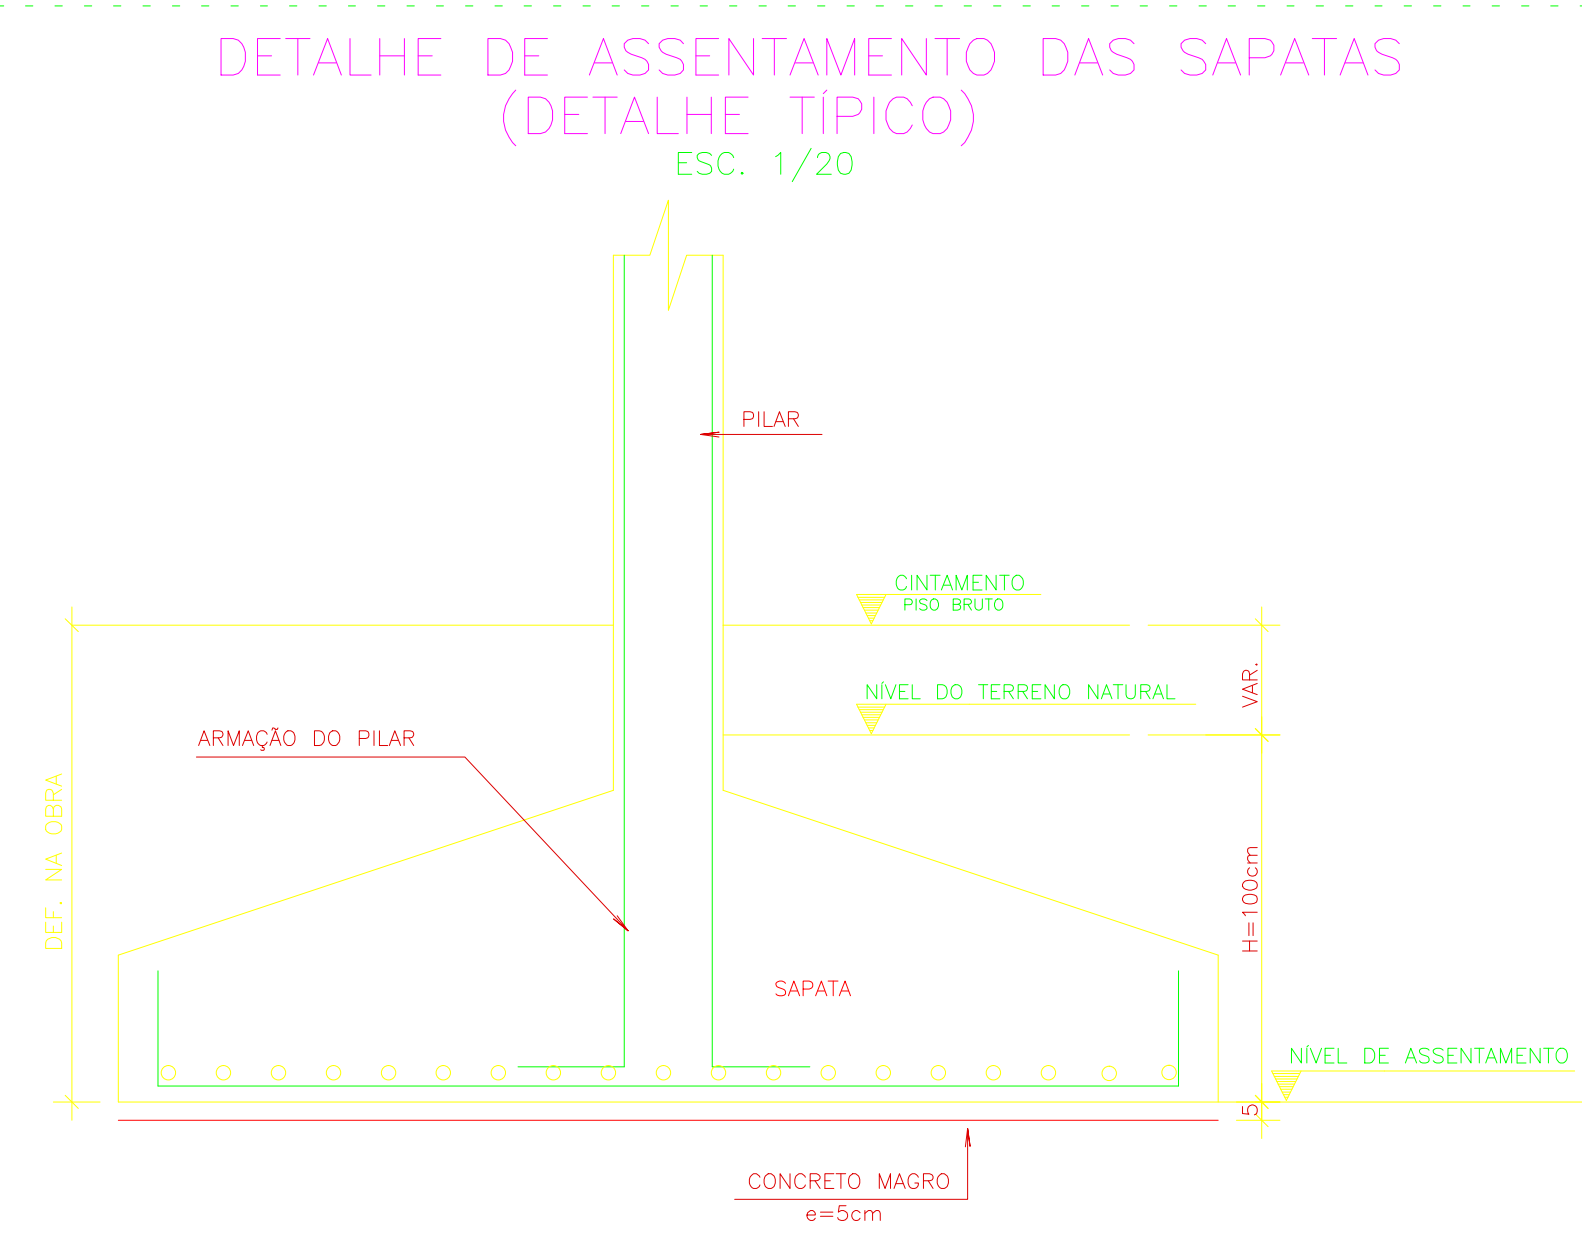 DETALHE DE ASSENTAMENTO DAS SAPATAS
(DETALHE TÍPICO)
ESC. 1/20
PILAR
CINTAMENTO
PISO BRUTO
VAR.
NÍVEL DO TERRENO NATURAL
ARMAÇÃO DO PILAR
DEF. NA OBRA
H=100cm
SAPATA
NÍVEL DE ASSENTAMENTO
5
CONCRETO MAGRO
e=5cm